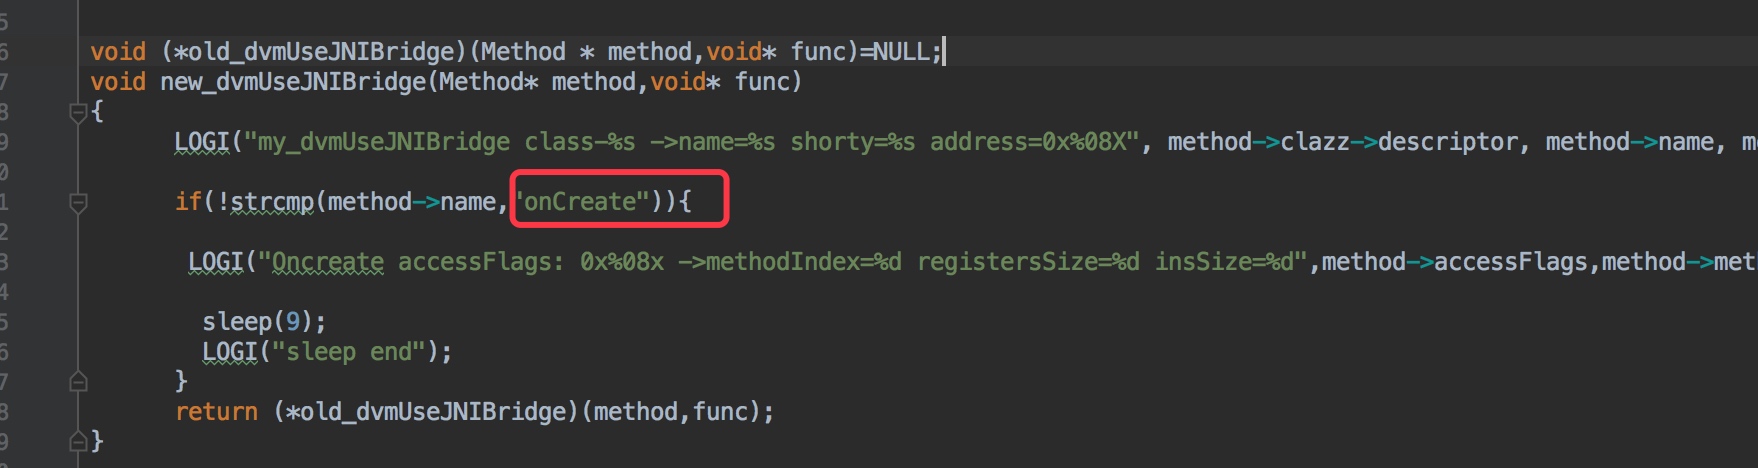 5
6 void (*old_dvmUseJNIBridge)(Method * method,void* func)=NULL;
7 void new_dvmUseJNIBridge(Method* method,void* func)
8 {
9 LOGI("my_dvmUseJNIBridge class-%s ->name=%s shorty=%s address=0x%08X", method->clazz->descriptor, method->name, m
0
1 if(!strcmp(method->name,"onCreate")){
2
3 LOGI("Oncreate accessFlags: 0x%08x ->methodIndex=%d registersSize=%d insSize=%d",method->accessFlags,method->met
4
5 sleep(9);
6 LOGI("sleep end");
7 }
8 return (*old_dvmUseJNIBridge)(method,func);
9 }